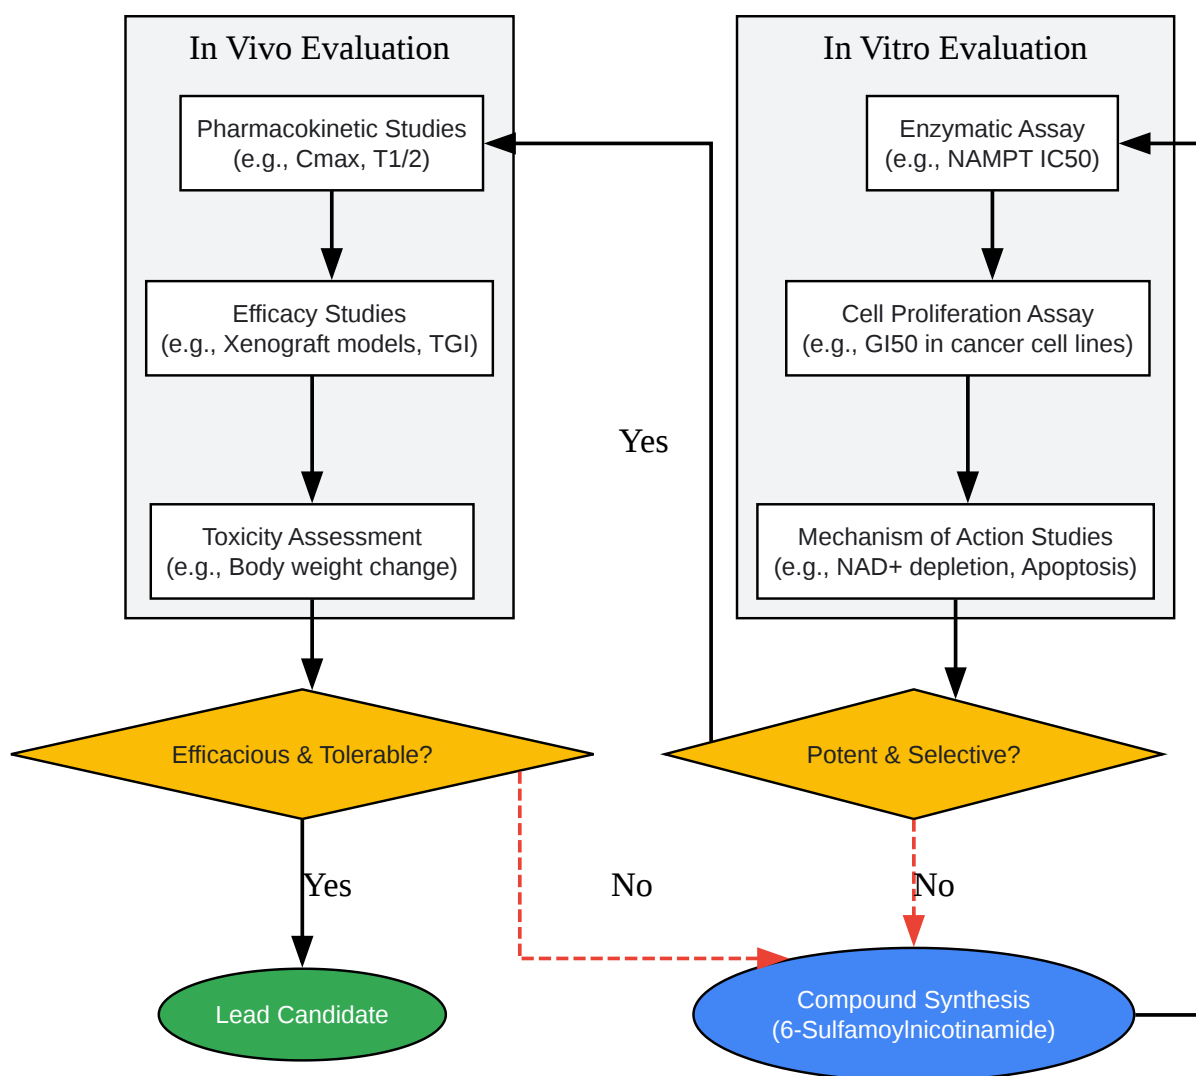 In Vivo Evaluation
Pharmacokinetic Studies
(e.g., Cmax, T1/2)
Efficacy Studies
(e.g., Xenograft models, TGI)
Toxicity Assessment
(e.g., Body weight change)
In Vitro Evaluation
Enzymatic Assay
(e.g., NAMPT IC50)
Cell Proliferation Assay
(e.g., GI50 in cancer cell lines)
Mechanism of Action Studies
(e.g., NAD+ depletion, Apoptosis)
Yes
Efficacious & Tolerable?
Potent & Selective?
Yes
No
No
Lead Candidate
Compound Synthesis
(6-Sulfamoylnicotinamide)